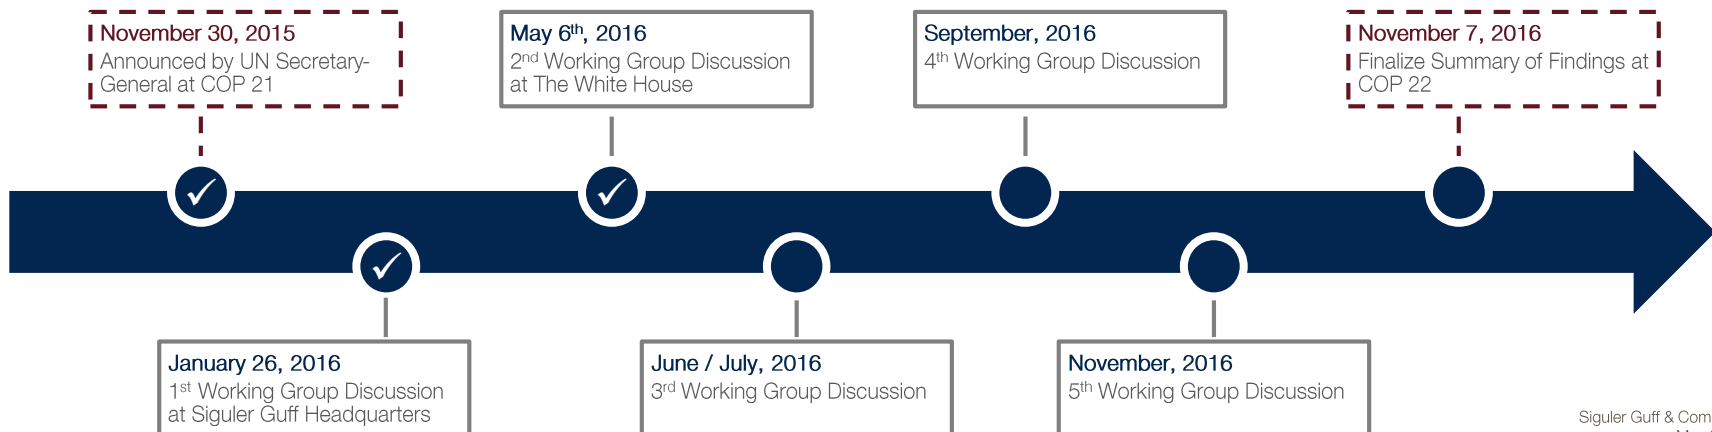 November 30, 2015
Announced by UN Secretary-
General at COP 21
May 6th, 2016
2nd Working Group Discussion
at The White House
September, 2016
4th Working Group Discussion
November 7, 2016
Finalize Summary of Findings at
COP 22
January 26, 2016
1st Working Group Discussion
at Siguler Guff Headquarters
June / July, 2016
3rd Working Group Discussion
November, 2016
5th Working Group Discussion
Siguler Guff & Com